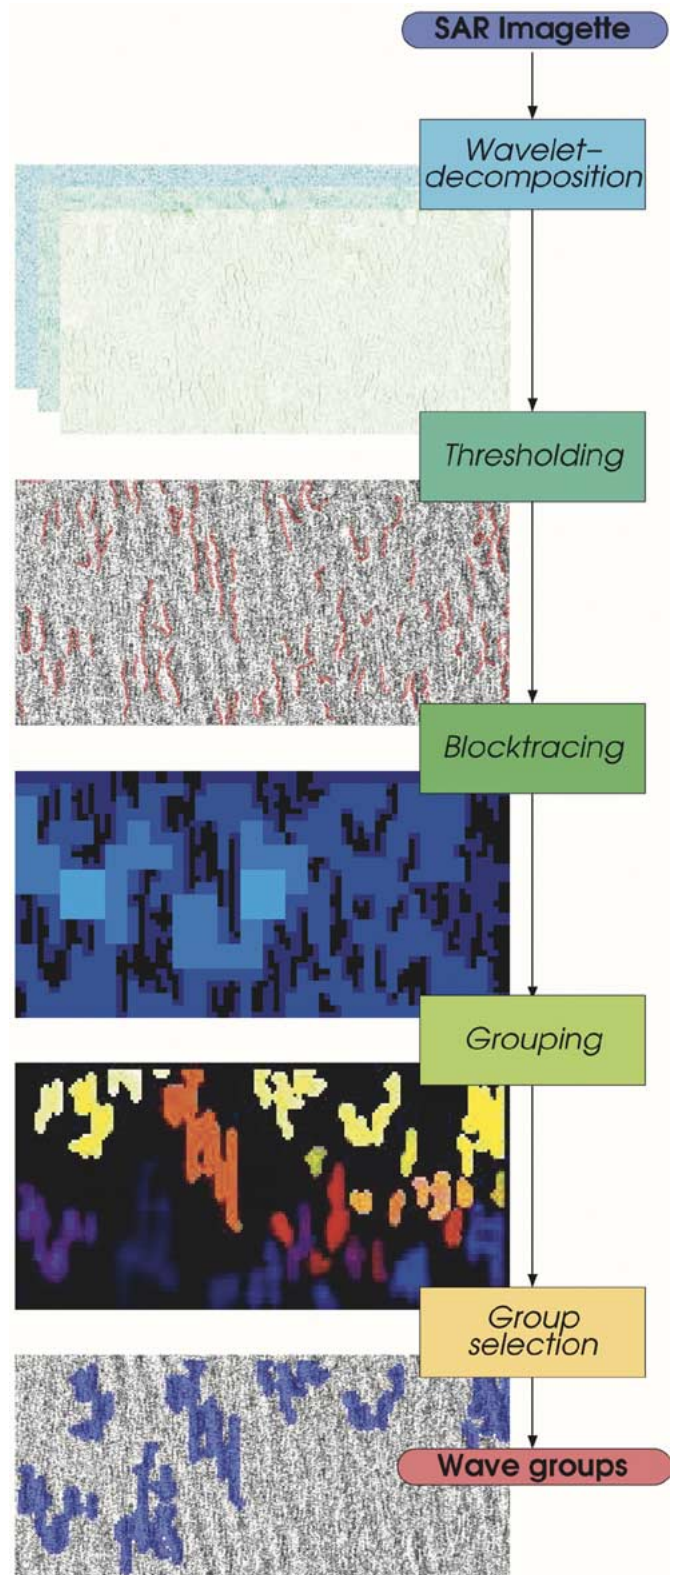 SAR Imagette
Wavelet-
decomposition
Thresholding
Blocktracing
Grouping
Group
selection
Wave groups